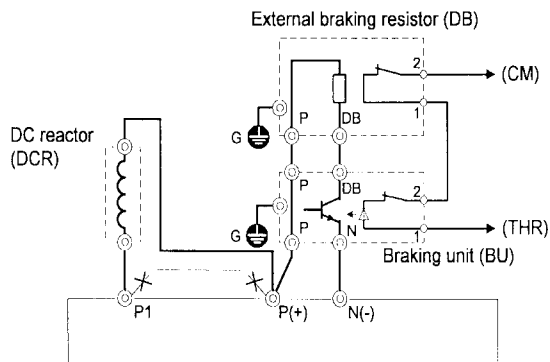 External braking resistor (DB)
2
(CM)
1
P
DB
G
DC reactor
(DCR)
P
DB
2
G
P
N
1
(THR)
Braking unit (BU)
P1
P(+)
N(-)